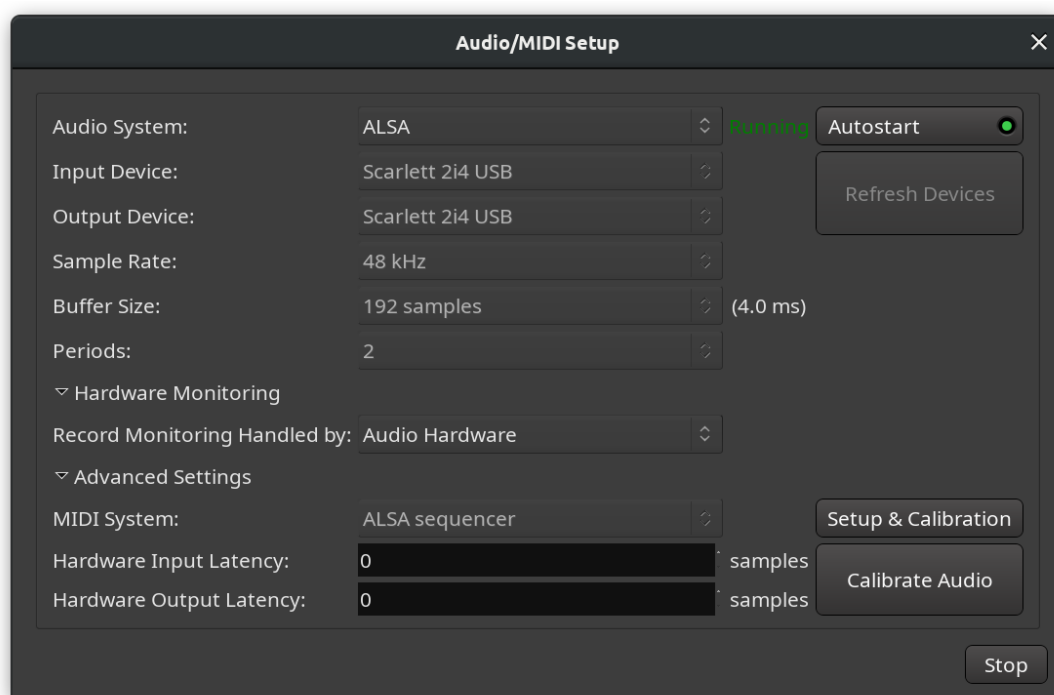 Audio/MIDI Setup
Audio System: ALSA Running Autostart
Input Device: Scarlett 2i4 USB Refresh Devices
Output Device: Scarlett 2i4 USB
Sample Rate: 48 kHz
Buffer Size: 192 samples (4.0 ms)
Periods: 2
Hardware Monitoring
Record Monitoring Handled by: Audio Hardware
Advanced Settings
MIDI System: ALSA sequencer Setup & Calibration
Hardware Input Latency: 0 samples Calibrate Audio
Hardware Output Latency: 0 samples
Stop